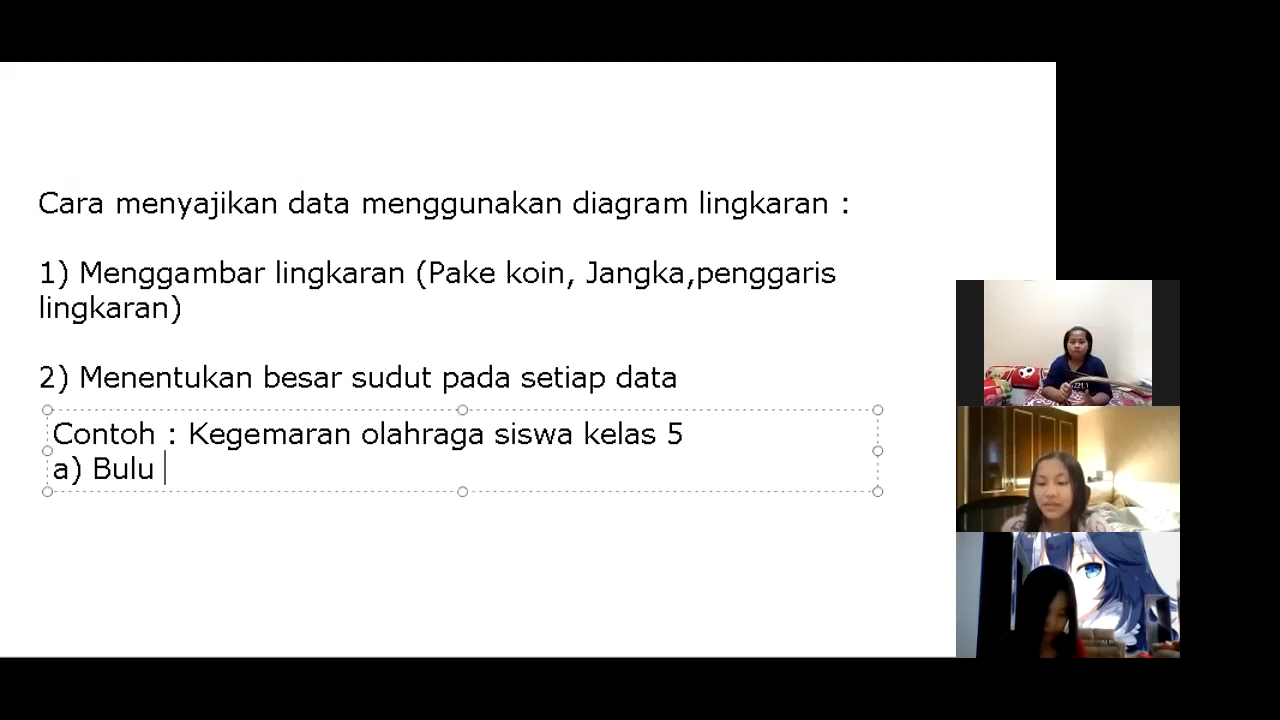 Cara menyajikan data menggunakan diagram lingkaran :
1) Menggambar lingkaran (Pake koin, Jangka,penggaris
lingkaran)
2) Menentukan besar sudut pada setiap data
Contoh : Kegemaran olahraga siswa kelas 5
a) Bulu